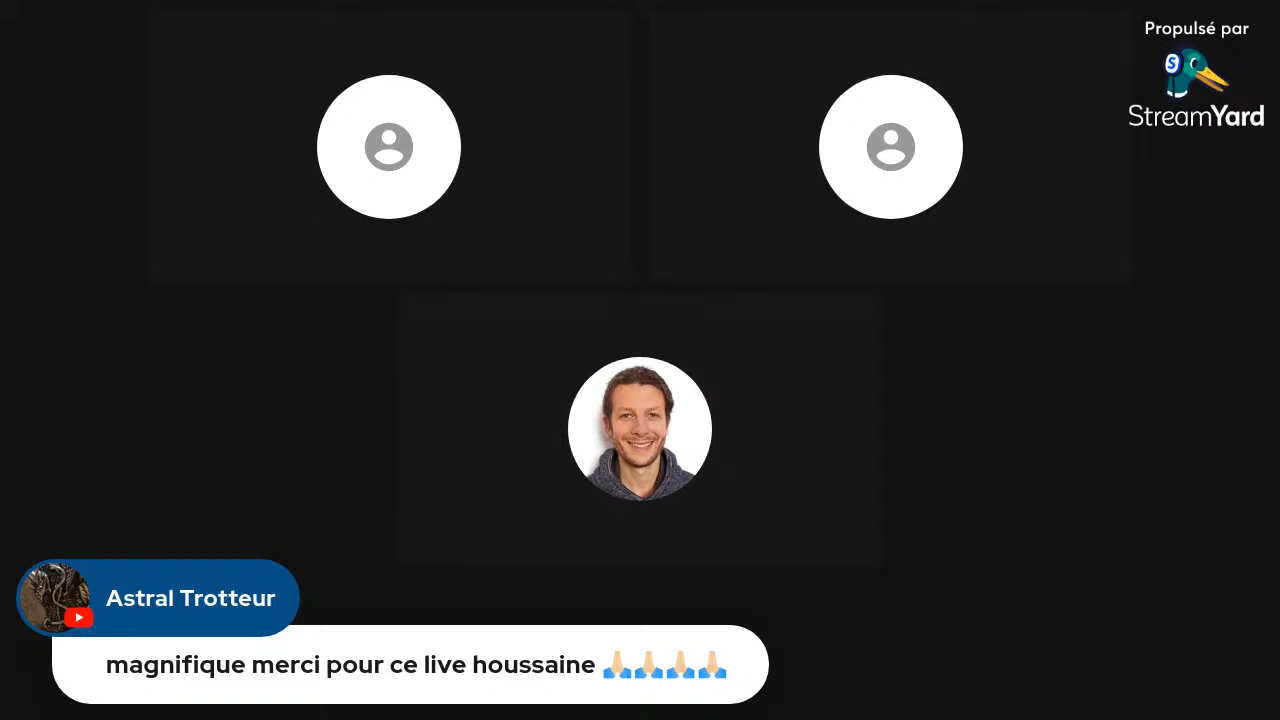 Propulsé par
S
StreamYard
Astral Trotteur
magnifique merci pour ce live houssaine 🙏🏼🙏🏼🙏🏼🙏🏼